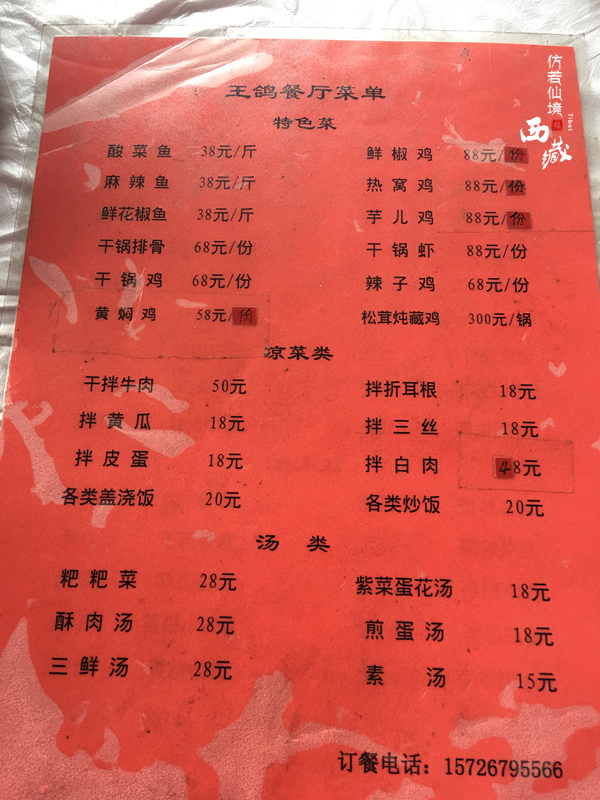 仿若仙境
Tibet
西藏
王鸽餐厅菜单
特色菜
酸菜鱼 38元/斤 鲜椒鸡 88元/份
麻辣鱼 38元/斤 热窝鸡 88元/份
鲜花椒鱼 38元/斤 芋儿鸡 88元/份
干锅排骨 68元/份 干锅虾 88元/份
干锅鸡 68元/份 辣子鸡 68元/份
黄焖鸡 58元/份 松茸炖藏鸡 300元/锅
凉菜类
干拌牛肉 50元 拌折耳根 18元
拌黄瓜 18元 拌三丝 18元
拌皮蛋 18元 拌白肉 48元
各类盖浇饭 20元 各类炒饭 20元
汤类
粑粑菜 28元 紫菜蛋花汤 18元
酥肉汤 28元 煎蛋汤 18元
三鲜汤 28元 素汤 15元
订餐电话：15726795566